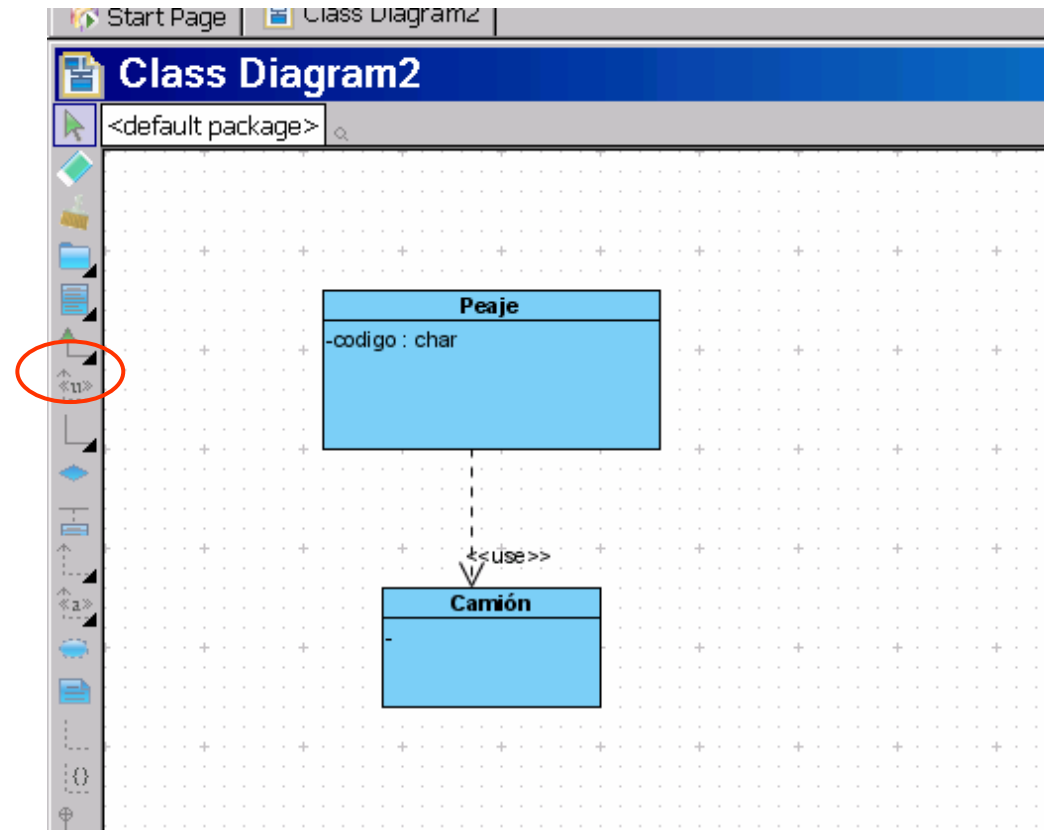 Start Page
Class Diagram2
Class Diagram2
<default package>
Peaje
-codigo : char
«u»
<<use>>
«a»
Camión
-
{}